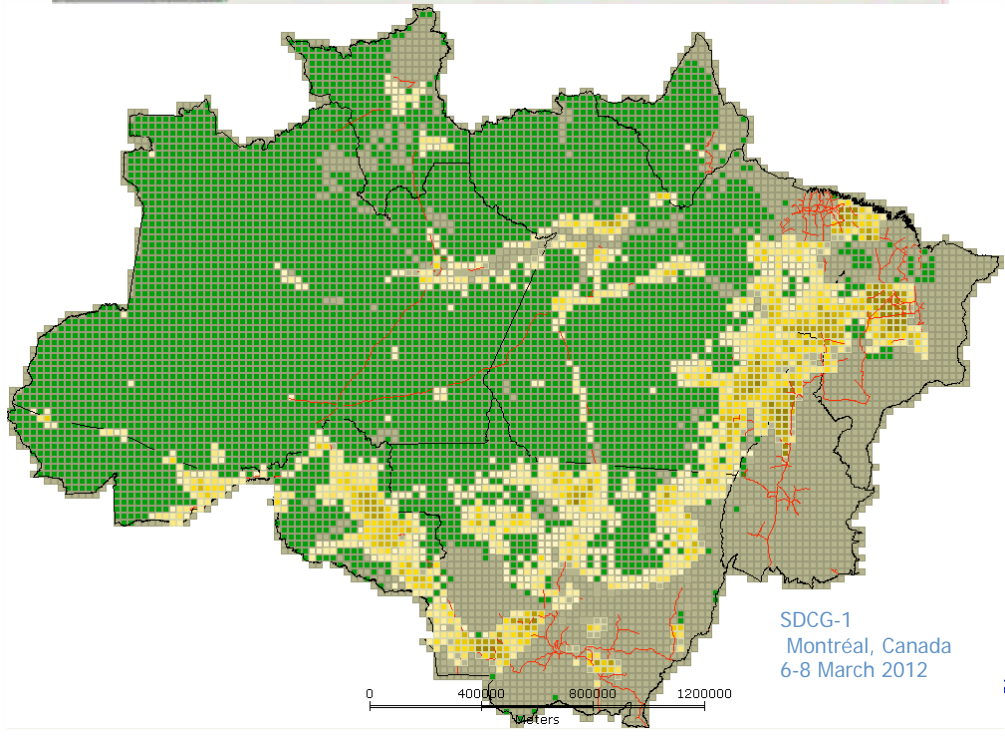 SDCG-1
Montréal, Canada
6-8 March 2012
0 400000 800000 1200000
Meters